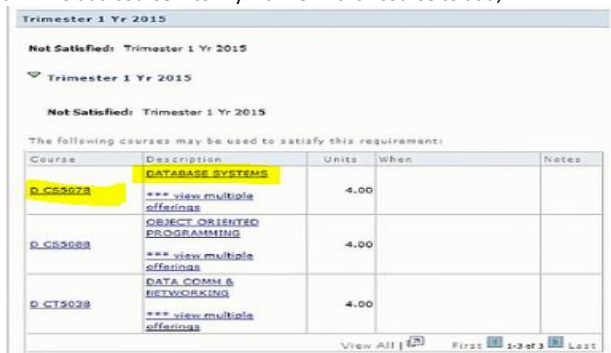 Trimester 1 Yr 2015
Not Satisfied: Trimester 1 Yr 2015
Trimester 1 Yr 2015
Not Satisfied: Trimester 1 Yr 2015
The following courses may be used to satisfy this requirement:
Course Description Units When Notes
D CS5078 DATABASE SYSTEMS 4.00
*** view multiple
offerings
D CS5088 OBJECT ORIENTED
PROGRAMMING 4.00
*** view multiple
offerings
D CT5038 DATA COMM &
NETWORKING 4.00
*** view multiple
offerings
View All | First 1-3 of 3 Last